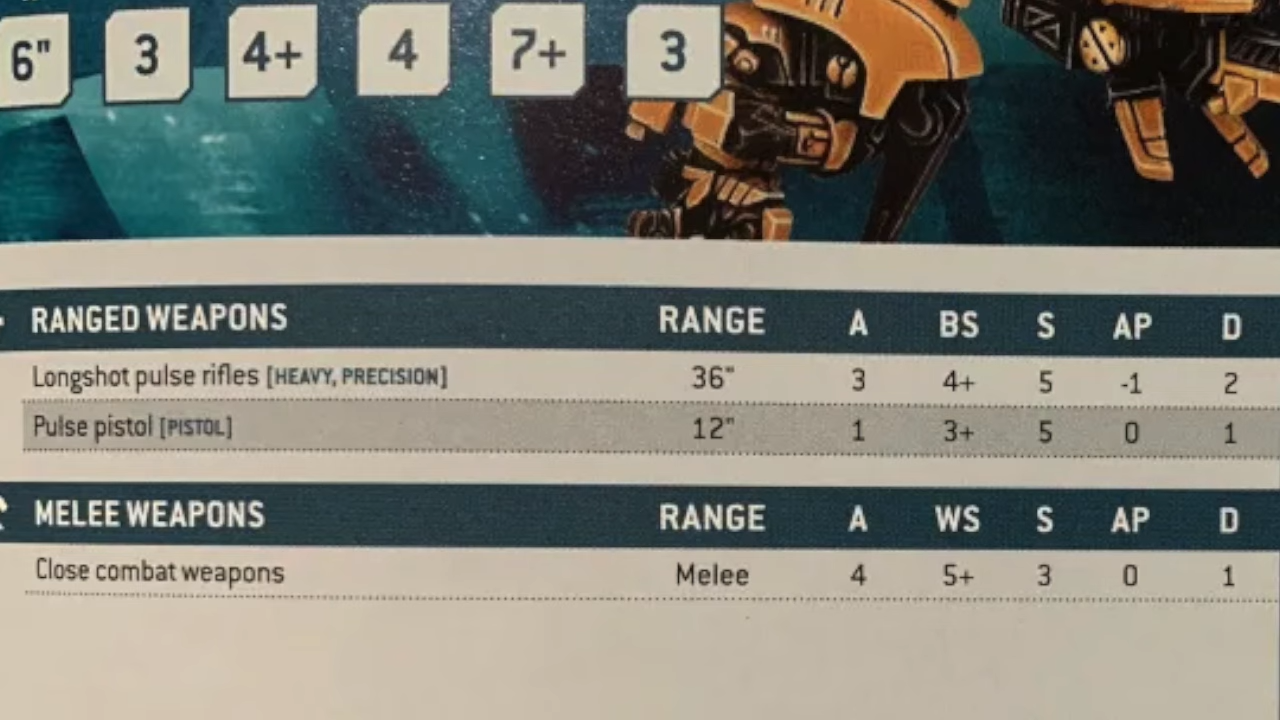 6" 3 4+ 4 7+ 3
RANGED WEAPONS RANGE A BS S AP D
Longshot pulse rifles [HEAVY, PRECISION] 36" 3 4+ 5 -1 2
Pulse pistol [PISTOL] 12" 1 3+ 5 0 1
MELEE WEAPONS RANGE A WS S AP D
Close combat weapons Melee 4 5+ 3 0 1